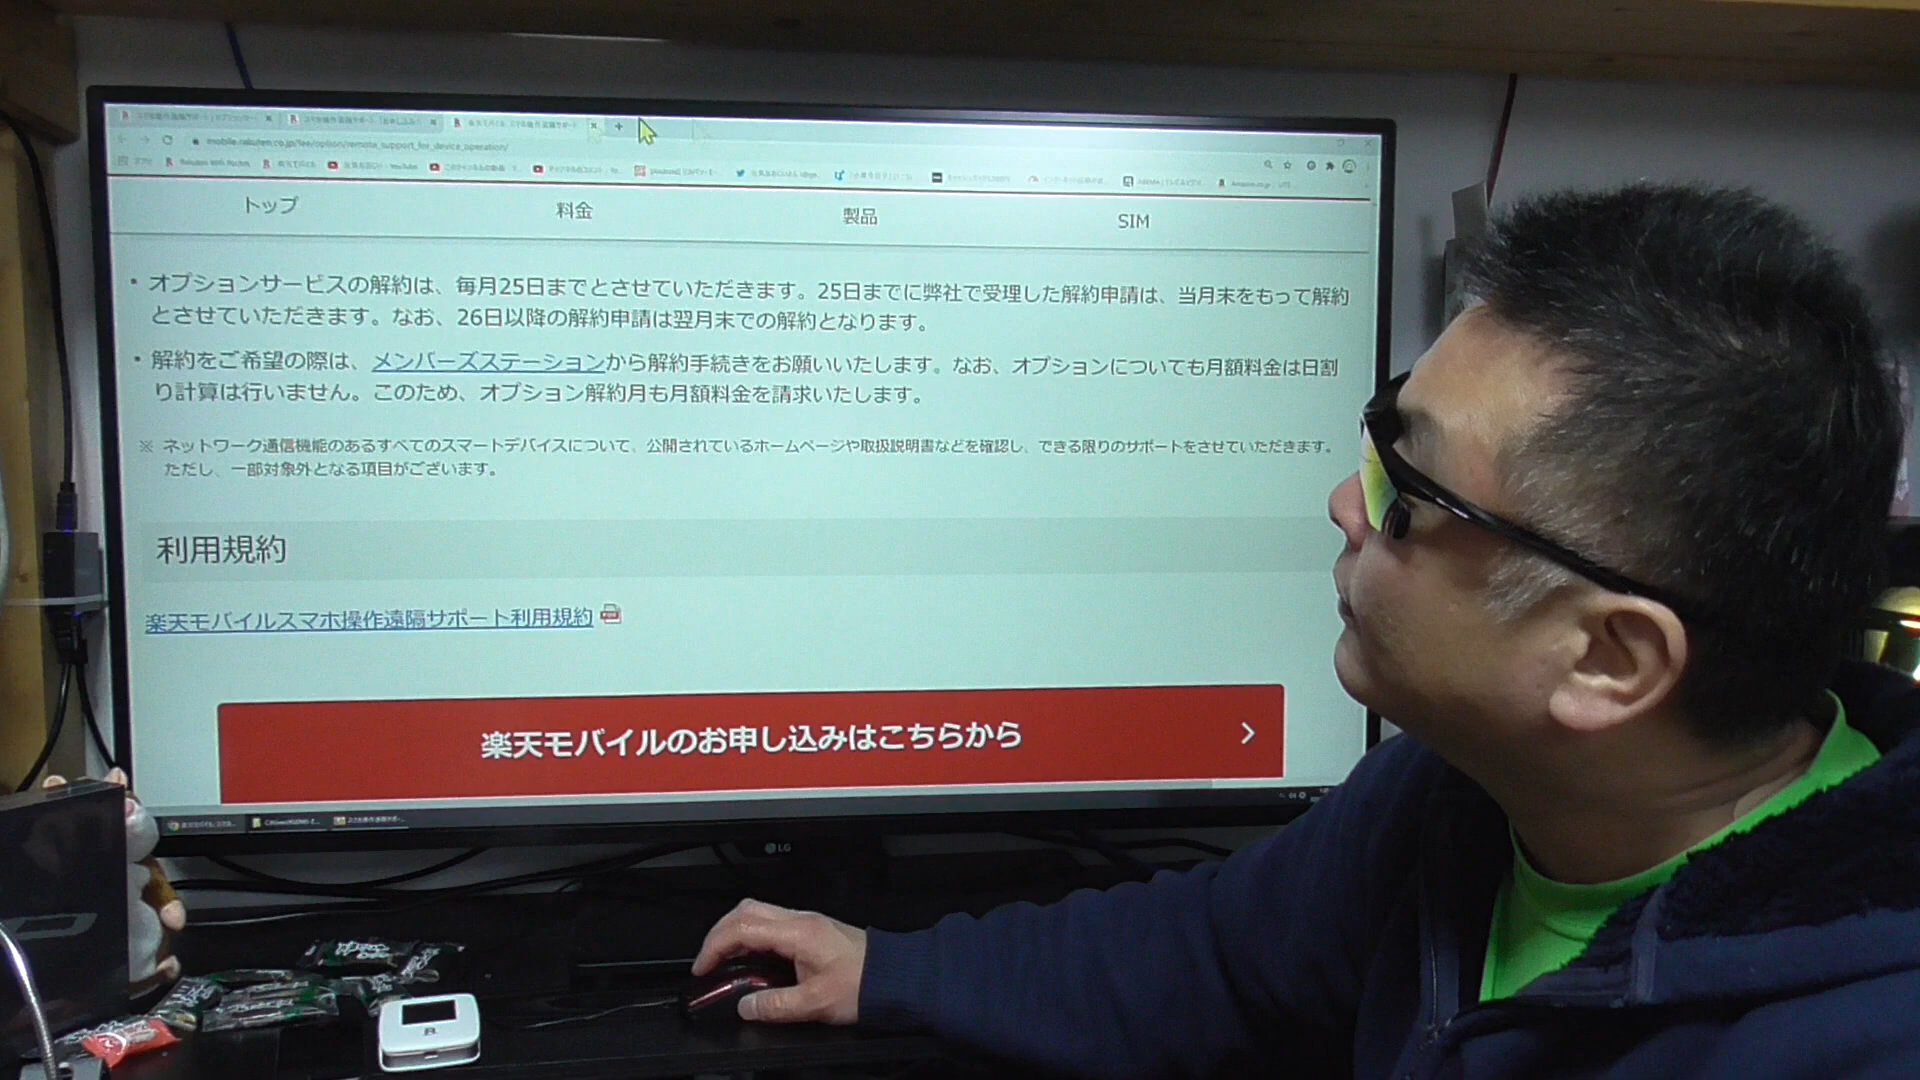 mobile.rakuten.co.jp/fee/option/remote_support_for_device_operation/
トップ
料金
製品
SIM
・ オプションサービスの解約は、毎月25日までとさせていただきます。25日までに弊社で受理した解約申請は、当月末をもって解約
とさせていただきます。なお、26日以降の解約申請は翌月末での解約となります。
・ 解約をご希望の際は、メンバーズステーションから解約手続きをお願いいたします。なお、オプションについても月額料金は日割
り計算は行いません。このため、オプション解約月も月額料金を請求いたします。
※ ネットワーク通信機能のあるすべてのスマートデバイスについて、公開されているホームページや取扱説明書などを確認し、できる限りのサポートをさせていただきます。
ただし、一部対象外となる項目がございます。
利用規約
楽天モバイルスマホ操作遠隔サポート利用規約
楽天モバイルのお申し込みはこちらから
LG